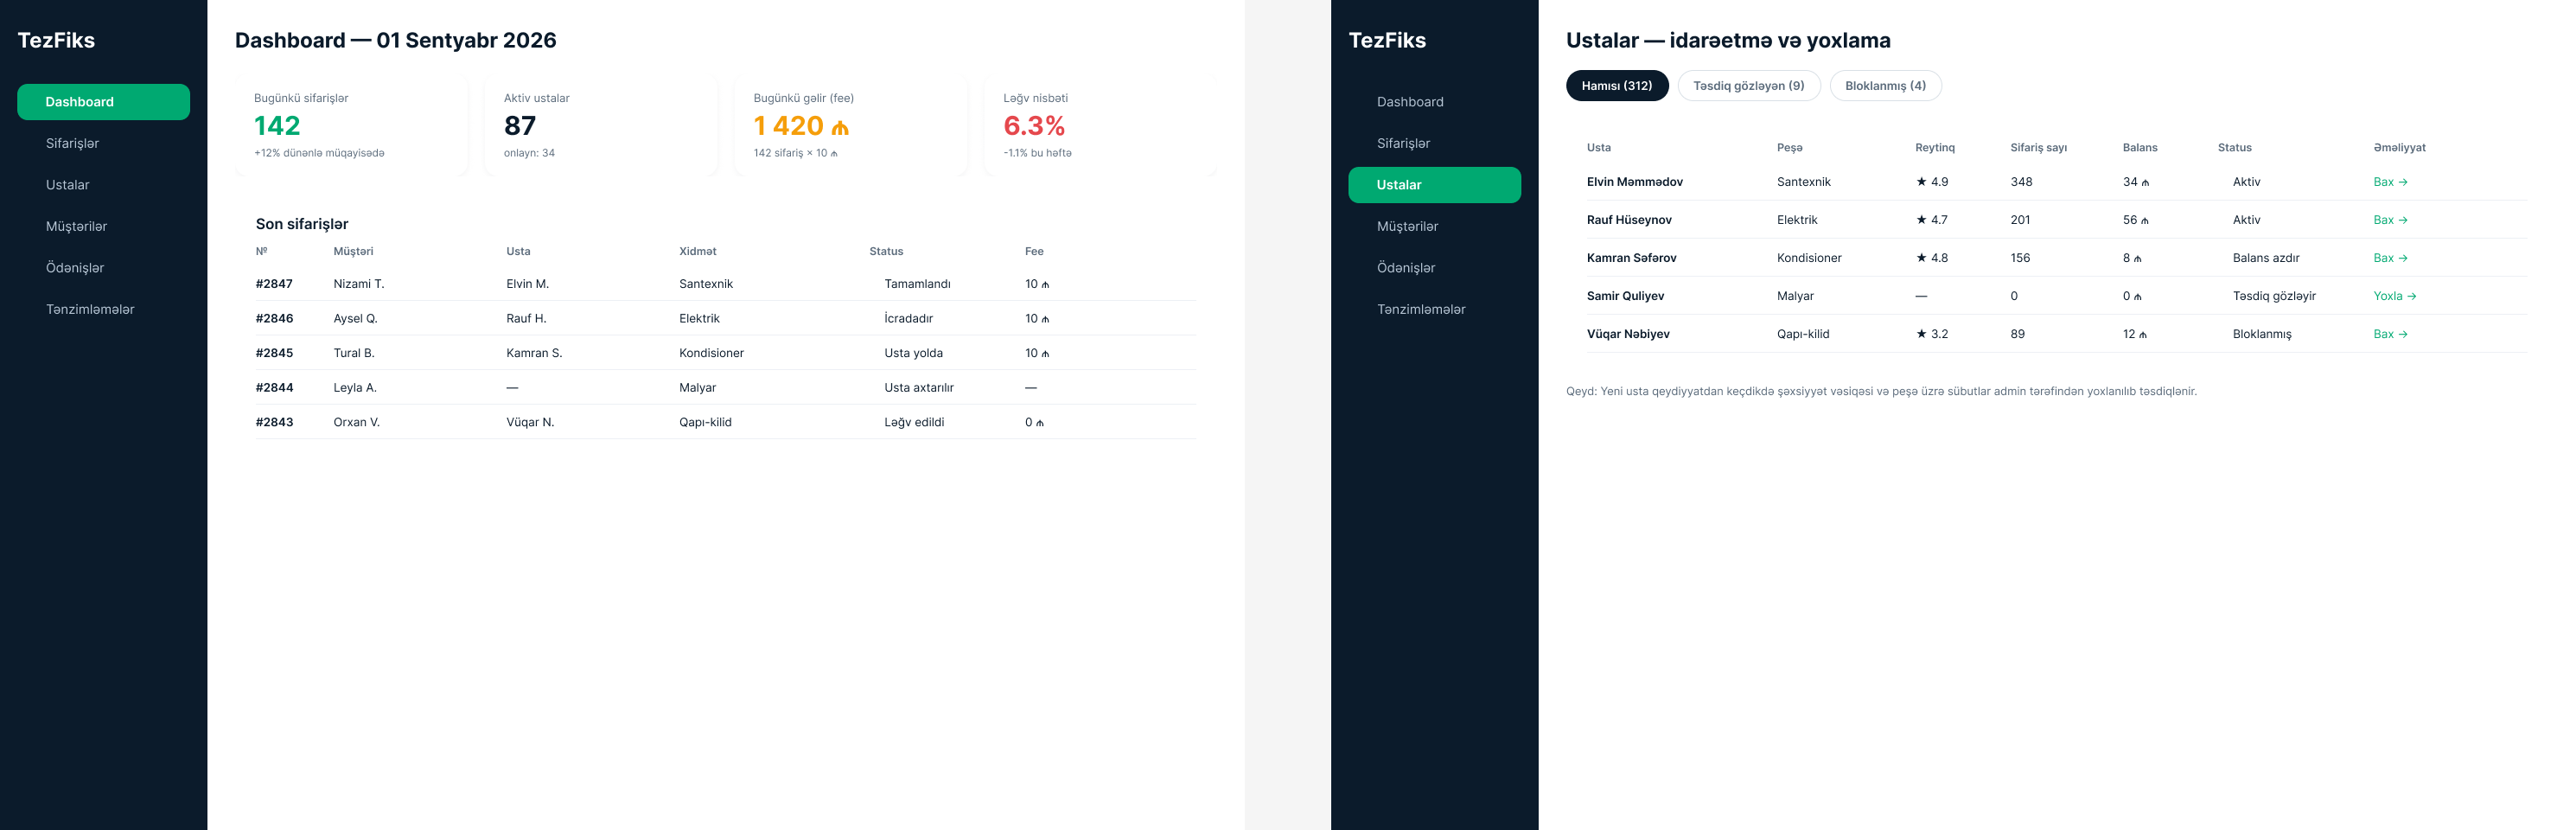 TezFiks
Dashboard
Sifarişlər
Ustalar
Müştərilər
Ödənişlər
Tənzimləmələr
Dashboard — 01 Sentyabr 2026
Bugünkü sifarişlər
142
+12% dünənlə müqayisədə
Aktiv ustalar
87
onlayn: 34
Bugünkü gəlir (fee)
1 420 ₼
142 sifariş × 10 ₼
Ləğv nisbəti
6.3%
-1.1% bu həftə
Son sifarişlər
№ Müştəri Usta Xidmət Status Fee
#2847 Nizami T. Elvin M. Santexnik Tamamlandı 10 ₼
#2846 Aysel Q. Rauf H. Elektrik İcradadır 10 ₼
#2845 Tural B. Kamran S. Kondisioner Usta yolda 10 ₼
#2844 Leyla A. — Malyar Usta axtarılır —
#2843 Orxan V. Vüqar N. Qapı-kilid Ləğv edildi 0 ₼
TezFiks
Dashboard
Sifarişlər
Ustalar
Müştərilər
Ödənişlər
Tənzimləmələr
Ustalar — idarəetmə və yoxlama
Hamısı (312) Təsdiq gözləyən (9) Bloklanmış (4)
Usta Peşə Reytinq Sifariş sayı Balans Status Əməliyyat
Elvin Məmmədov Santexnik ★ 4.9 348 34 ₼ Aktiv Bax →
Rauf Hüseynov Elektrik ★ 4.7 201 56 ₼ Aktiv Bax →
Kamran Səfərov Kondisioner ★ 4.8 156 8 ₼ Balans azdır Bax →
Samir Quliyev Malyar — 0 0 ₼ Təsdiq gözləyir Yoxla →
Vüqar Nəbiyev Qapı-kilid ★ 3.2 89 12 ₼ Bloklanmış Bax →
Qeyd: Yeni usta qeydiyyatdan keçdikdə şəxsiyyət vəsiqəsi və peşə üzrə sübutlar admin tərəfindən yoxlanılıb təsdiqlənir.